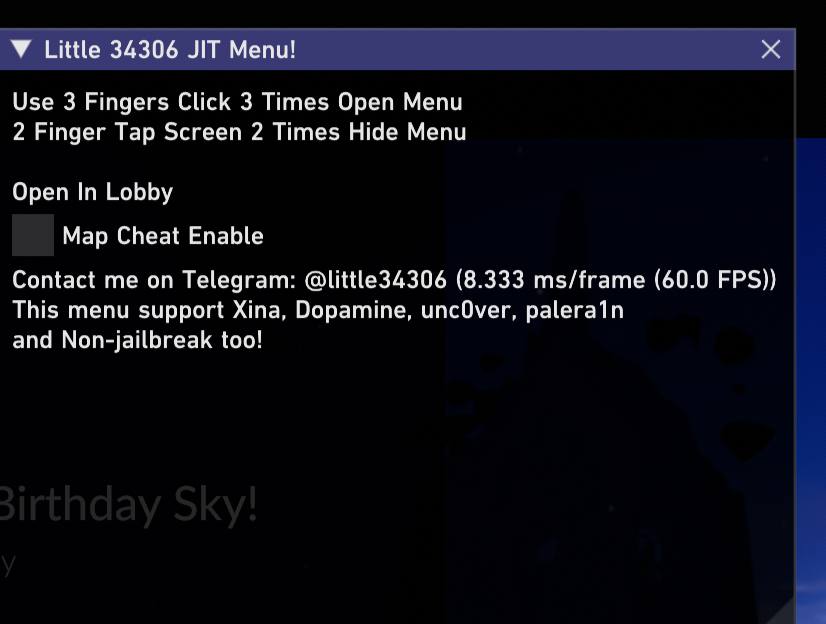 Little 34306 JIT Menu!
Use 3 Fingers Click 3 Times Open Menu
2 Finger Tap Screen 2 Times Hide Menu
Open In Lobby
Map Cheat Enable
Contact me on Telegram: @little34306 (8.333 ms/frame (60.0 FPS))
This menu support Xina, Dopamine, unc0ver, palera1n
and Non-jailbreak too!
Birthday Sky!
y